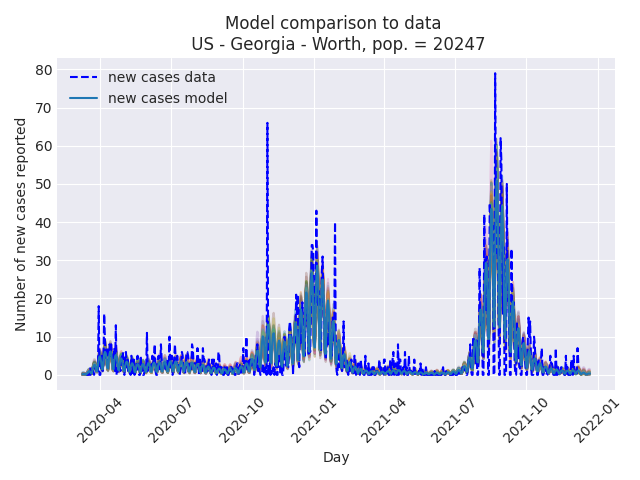 Model comparison to data
US - Georgia - Worth, pop. = 20247
new cases data
new cases model
Number of new cases reported
80
70
60
50
40
30
20
10
0
2020-04
2020-07
2020-10
2021-01
2021-04
2021-07
2021-10
2022-01
Day